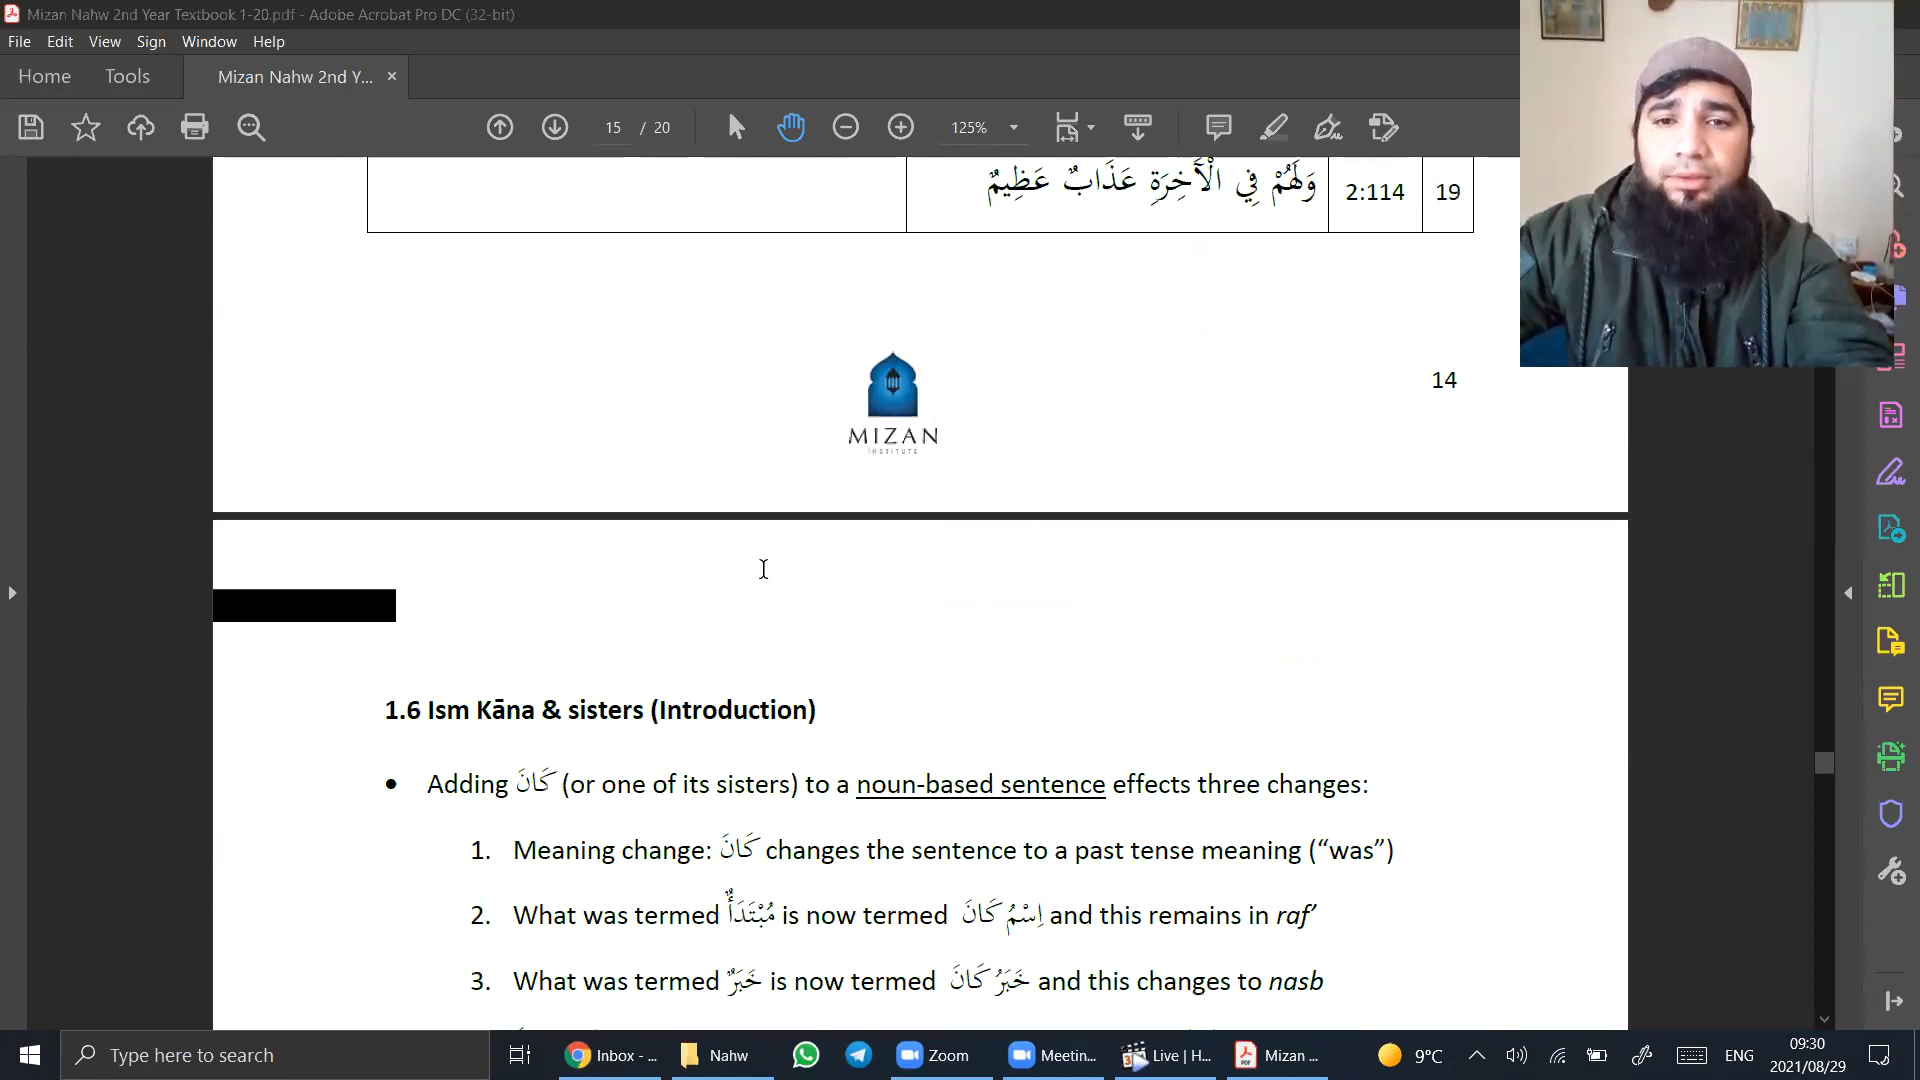 Mizan Nahw 2nd Year Textbook 1-20.pdf - Adobe Acrobat Pro DC (32-bit)
File Edit View Sign Window Help
Home Tools Mizan Nahw 2nd Y... ×
15 / 20 125%
وَلَهُمْ فِي الْآخِرَةِ عَذَابٌ عَظِيمٌ 2:114 19
MIZAN
INSTITUTE
14
1.6 Ism Kāna & sisters (Introduction)
• Adding كَانَ (or one of its sisters) to a noun-based sentence effects three changes:
1. Meaning change: كَانَ changes the sentence to a past tense meaning (“was”)
2. What was termed مُبْتَدَأٌ is now termed اِسْمُ كَانَ and this remains in raf’
3. What was termed خَبَرٌ is now termed خَبَرُ كَانَ and this changes to nasb
Type here to search
Inbox - ...
Nahw
Zoom
Meetin...
Live | H...
Mizan ...
9°C
ENG
09:30
2021/08/29